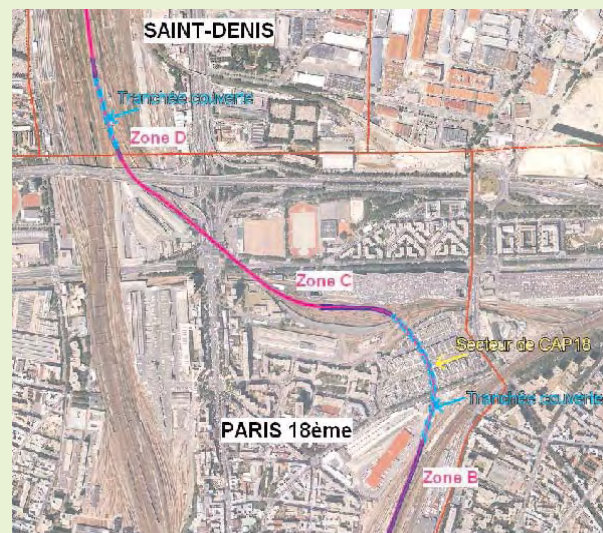 SAINT-DENIS
Tranchée couverte
Zone D
Zone C
Secteur de CAP18
Tranchée couverte
PARIS 18ème
Zone B